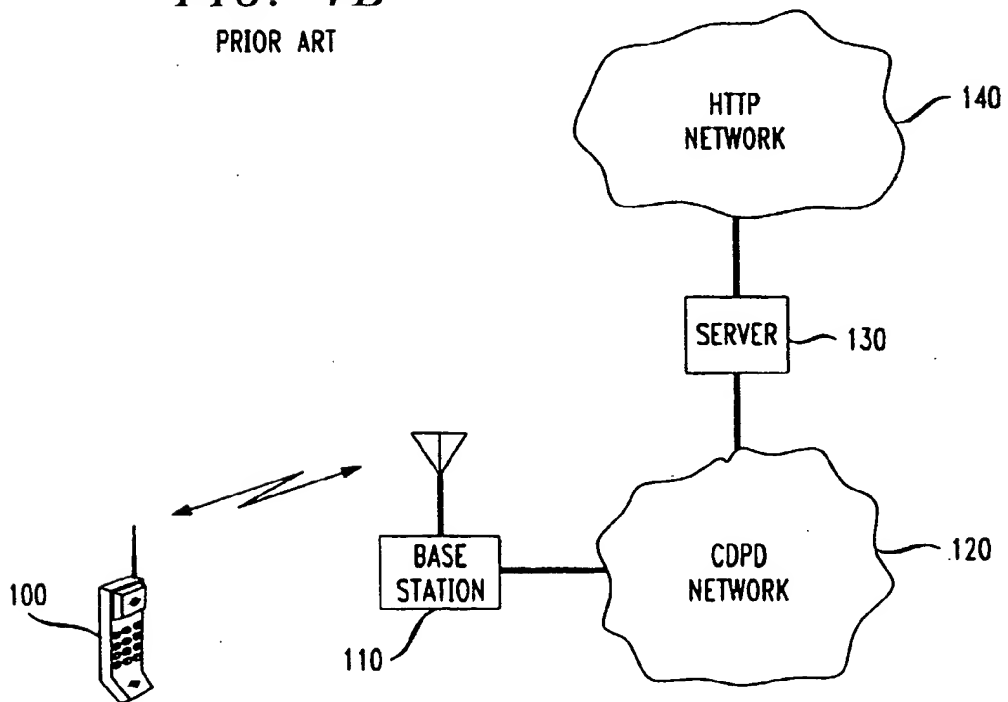 PRIOR ART
HTTP
NETWORK
140
SERVER
130
BASE
STATION
110
CDPD
NETWORK
120
100